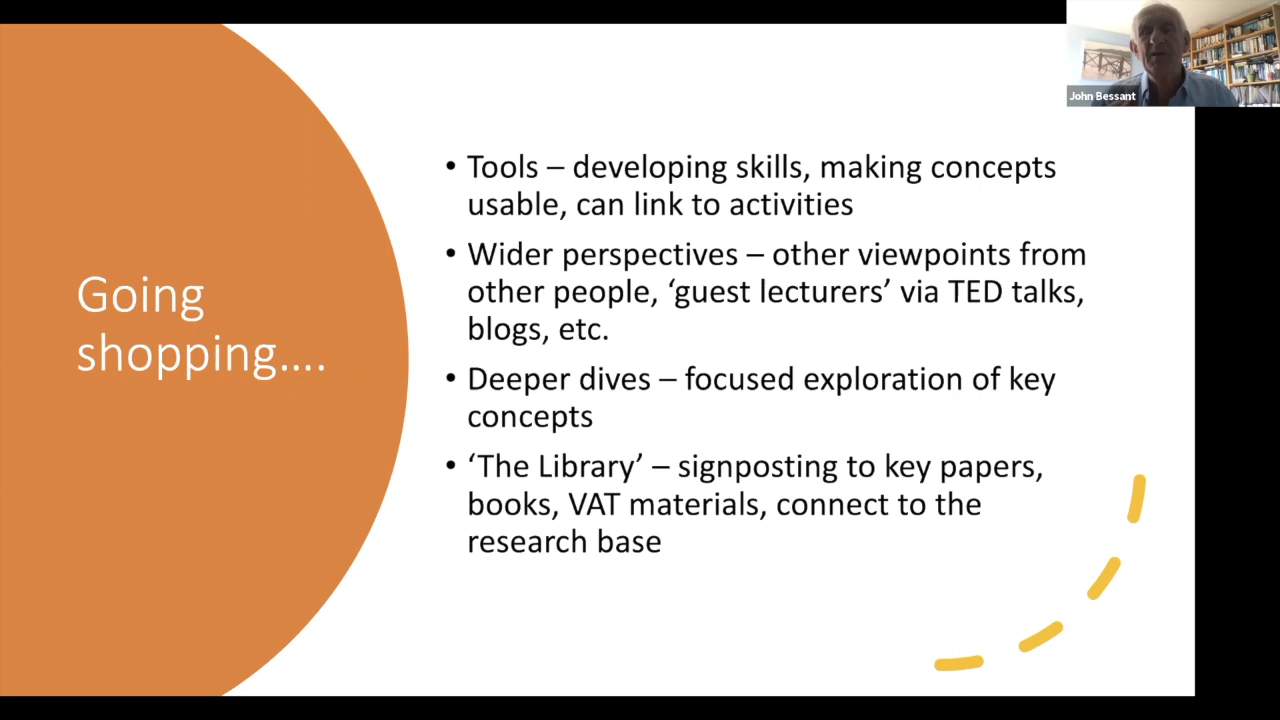 John Bessant
Going
shopping....
• Tools – developing skills, making concepts
usable, can link to activities
• Wider perspectives – other viewpoints from
other people, ‘guest lecturers’ via TED talks,
blogs, etc.
• Deeper dives – focused exploration of key
concepts
• ‘The Library’ – signposting to key papers,
books, VAT materials, connect to the
research base